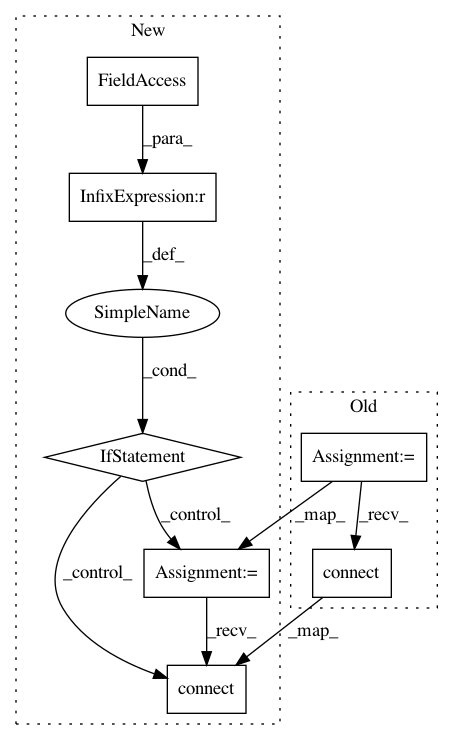 New
FieldAccess
_para_
InfixExpression:r
_def_
SimpleName
_cond_
Old
IfStatement
Assignment:=
_control_
_map_
_recv_
_control_
Assignment:=
connect
_recv_
_map_
connect